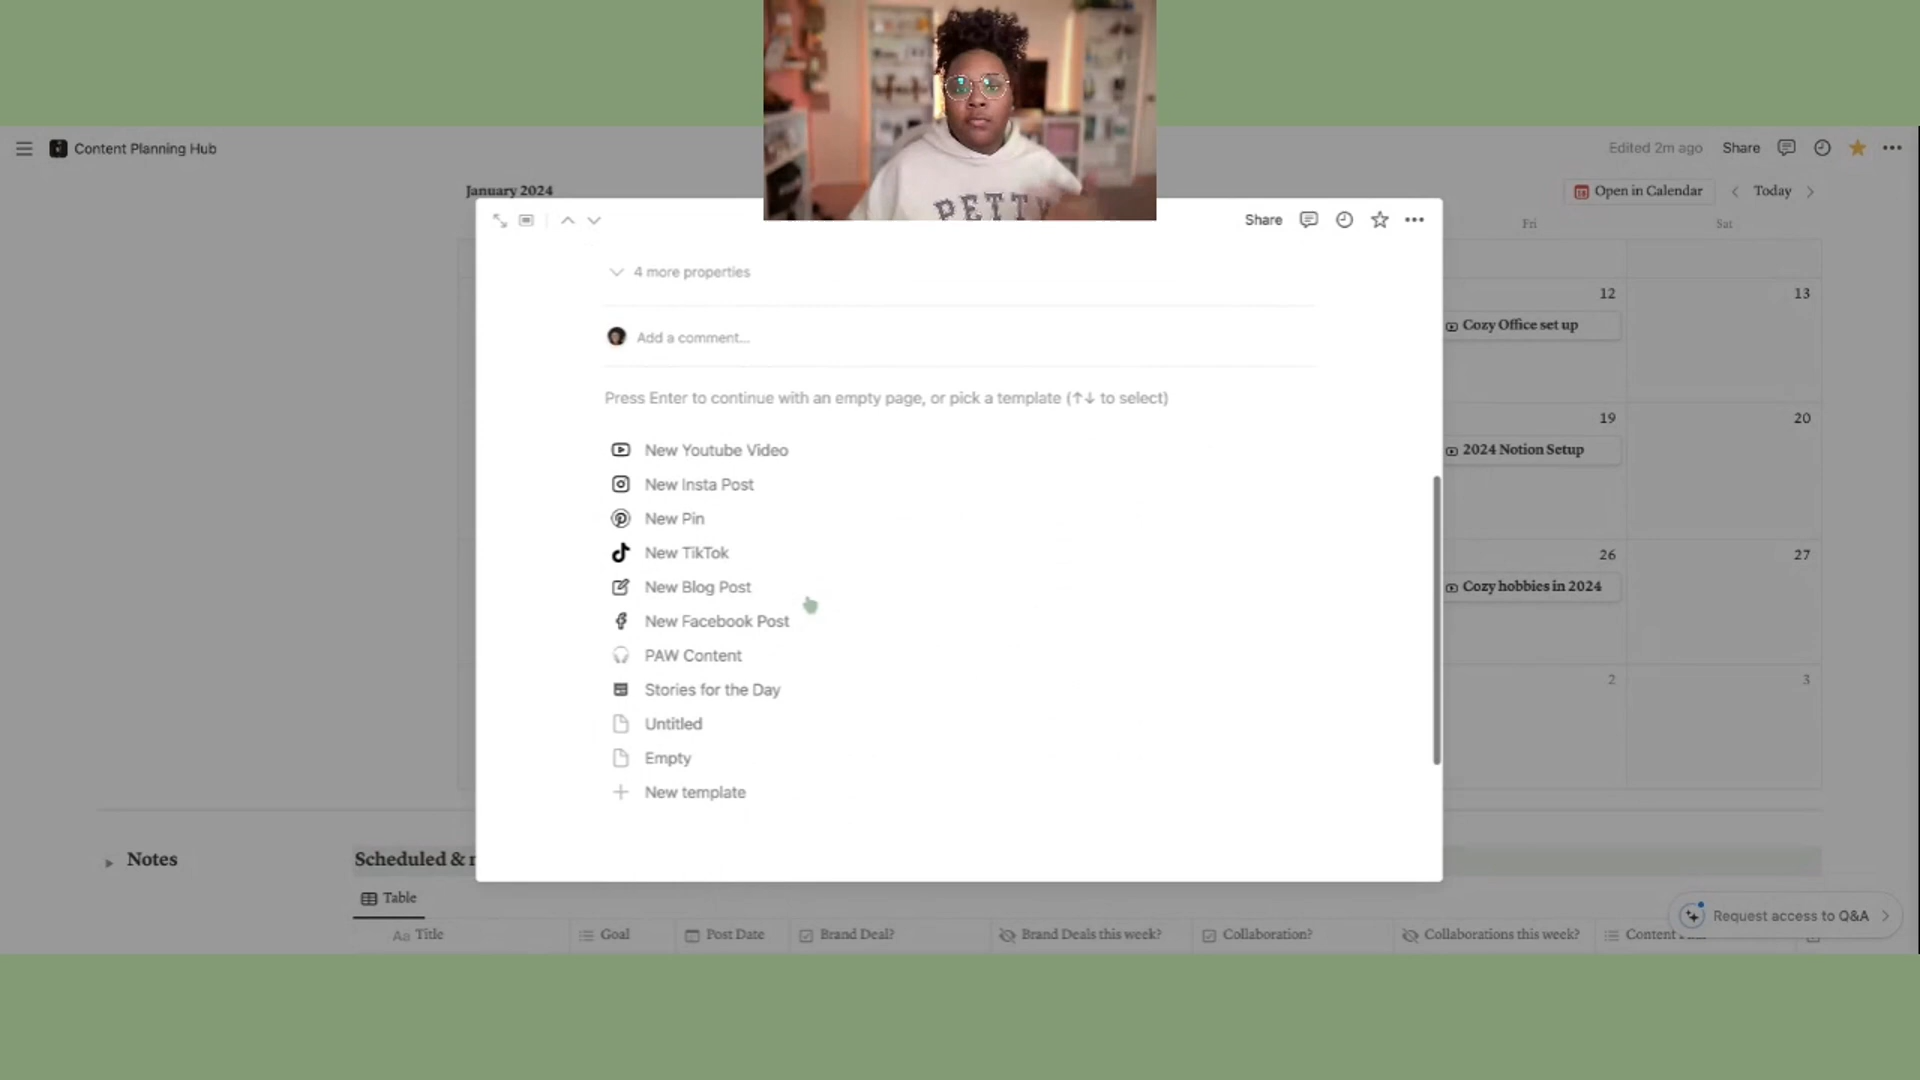 Content Planning Hub
Edited 2m ago
Share
January 2024
PETTY
Open in Calendar
Today
Share
Fri
Sat
4 more properties
12
13
Cozy Office set up
Add a comment...
Press Enter to continue with an empty page, or pick a template (↑↓ to select)
19
20
New Youtube Video
2024 Notion Setup
New Insta Post
New Pin
New TikTok
26
27
New Blog Post
Cozy hobbies in 2024
New Facebook Post
PAW Content
2
3
Stories for the Day
Untitled
Empty
New template
Notes
Scheduled &
Table
Request access to Q&A
Aa Title
Goal
Post Date
Brand Deal?
Brand Deals this week?
Collaboration?
Collaborations this week?
Content